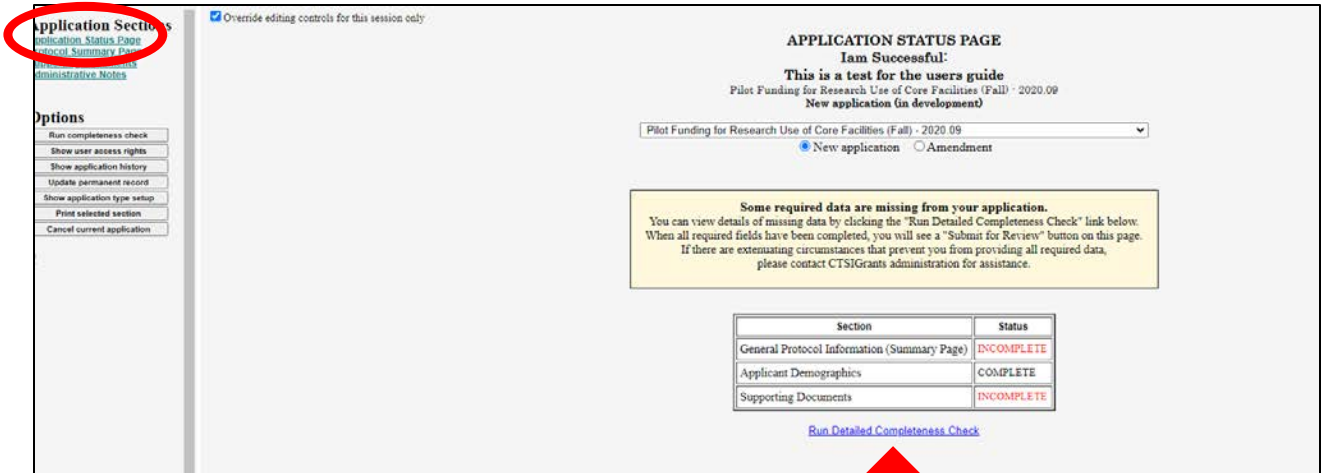 Application Sections
Application Status Page
Protocol Summary Page
Administrative Notes
Options
Run completeness check
Show user access rights
Show application history
Update permanent record
Show application type setup
Print selected section
Cancel current application
Override editing controls for this session only
APPLICATION STATUS PAGE
Iam Successful:
This is a test for the users guide
Pilot Funding for Research Use of Core Facilities (Fall) - 2020.09
New application (in development)
Pilot Funding for Research Use of Core Facilities (Fall) - 2020.09
New application Amendment
Some required data are missing from your application.
You can view details of missing data by clicking the "Run Detailed Completeness Check" link below.
When all required fields have been completed, you will see a "Submit for Review" button on this page.
If there are extenuating circumstances that prevent you from providing all required data,
please contact CTSIGrants administration for assistance.
Section Status
General Protocol Information (Summary Page) INCOMPLETE
Applicant Demographics COMPLETE
Supporting Documents INCOMPLETE
Run Detailed Completeness Check